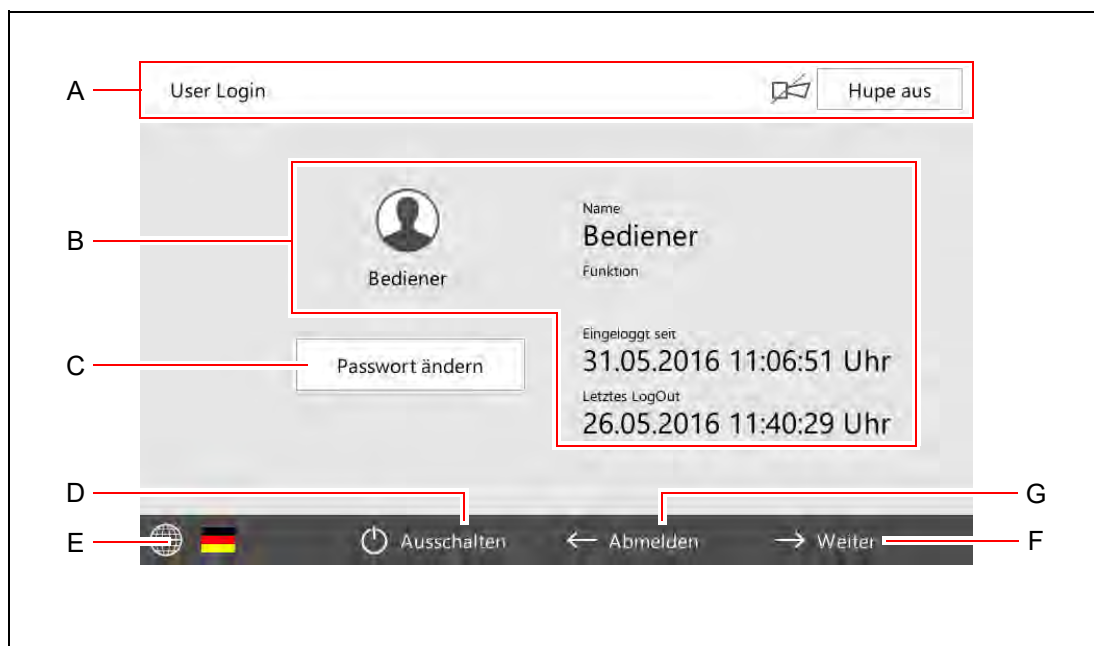 A
User Login
Hupe aus
B
Bediener
Name
Bediener
Funktion
C
Passwort ändern
Eingeloggt seit
31.05.2016 11:06:51 Uhr
Letztes LogOut
26.05.2016 11:40:29 Uhr
D
G
E
Ausschalten
Abmelden
Weiter
F